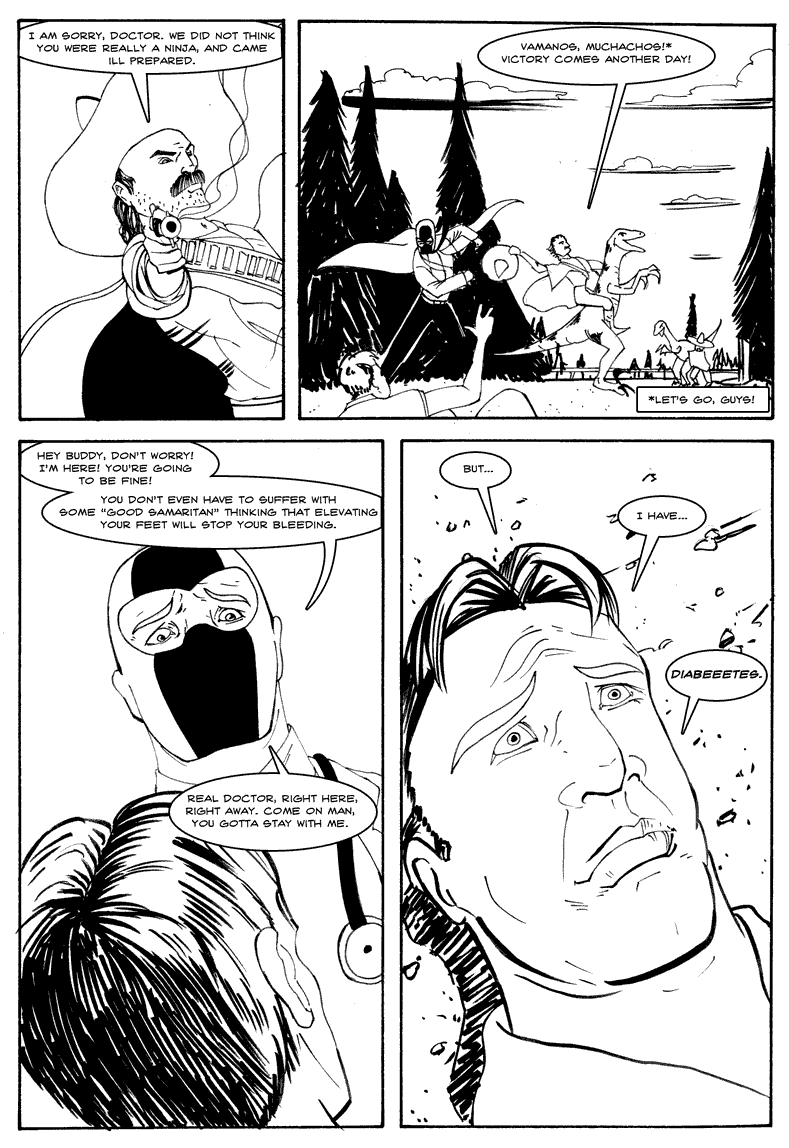 I AM SORRY, DOCTOR. WE DID NOT THINK
YOU WERE REALLY A NINJA, AND CAME
ILL PREPARED.
VAMANOS, MUCHACHOS!*
VICTORY COMES ANOTHER DAY!
*LET'S GO, GUYS!
HEY BUDDY, DON'T WORRY!
I'M HERE! YOU'RE GOING
TO BE FINE!
YOU DON'T EVEN HAVE TO SUFFER WITH
SOME "GOOD SAMARITAN" THINKING THAT ELEVATING
YOUR FEET WILL STOP YOUR BLEEDING.
REAL DOCTOR, RIGHT HERE,
RIGHT AWAY. COME ON MAN,
YOU GOTTA STAY WITH ME.
BUT...
I HAVE...
DIABEEETES.